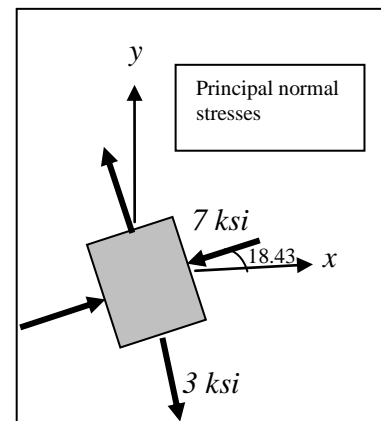 y
Principal normal
stresses
7 ksi
18.43
x
3 ksi